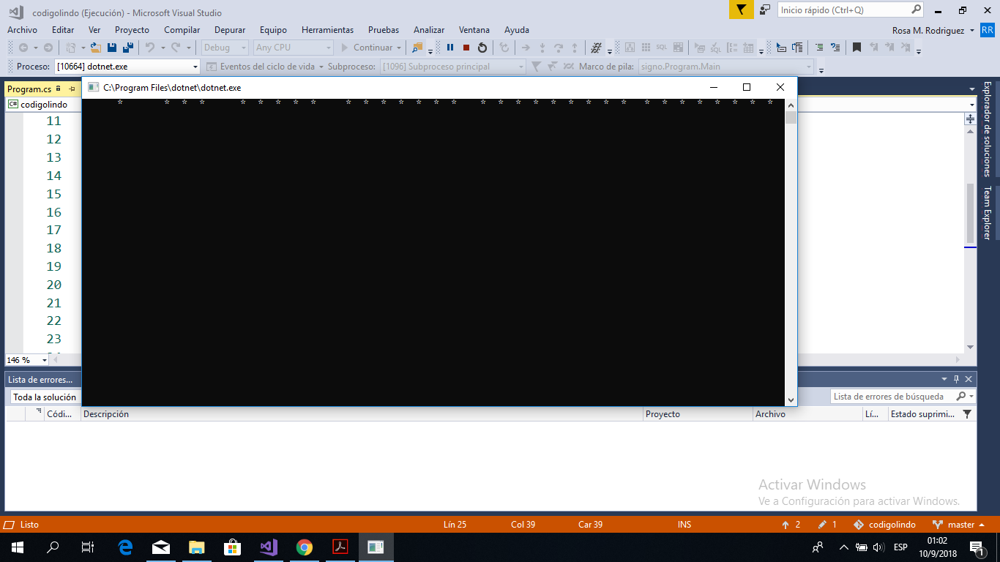 codigolindo (Ejecución) - Microsoft Visual Studio
Inicio rápido (Ctrl+Q)
Archivo Editar Ver Proyecto Compilar Depurar Equipo Herramientas Pruebas Analizar Ventana Ayuda
Rosa M. Rodriguez RR
Debug Any CPU Continuar SQL SQL
Proceso: [10664] dotnet.exe Eventos del ciclo de vida Subproceso: [1096] Subproceso principal Marco de pila: signo.Program.Main
Program.cs
C:\Program Files\dotnet\dotnet.exe
C# codigolindo
* * * * * * * * * * * * * * * * * * * * * * * * * * * * * * * * * *
11
12
13
14
15
16
17
18
19
20
21
22
23
Explorador de soluciones
Team Explorer
146 %
Lista de errores...
Toda la solución
Lista de errores de búsqueda
Códi... Descripción Proyecto Archivo Lí... Estado suprimi...
Activar Windows
Ve a Configuración para activar Windows.
Listo Lín 25 Col 39 Car 39 INS 2 1 codigolindo master
ESP
01:02
10/9/2018
1